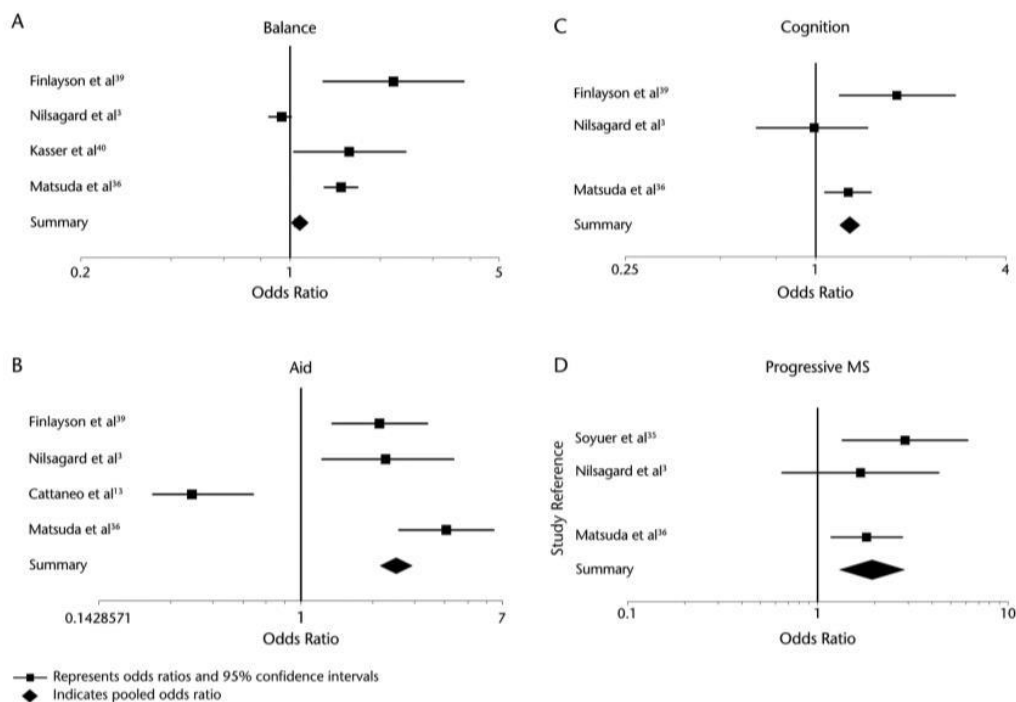 A
Balance
Finlayson et al³⁹
Nilsagard et al³
Kasser et al⁴⁰
Matsuda et al³⁶
Summary
0.2 1 5
Odds Ratio
B
Aid
Finlayson et al³⁹
Nilsagard et al³
Cattaneo et al¹³
Matsuda et al³⁶
Summary
0.1428571 1 7
Odds Ratio
C
Cognition
Finlayson et al³⁹
Nilsagard et al³
Matsuda et al³⁶
Summary
0.25 1 4
Odds Ratio
D
Progressive MS
Study Reference
Soyuer et al³⁵
Nilsagard et al³
Matsuda et al³⁶
Summary
0.1 1 10
Odds Ratio
Represents odds ratios and 95% confidence intervals
Indicates pooled odds ratio